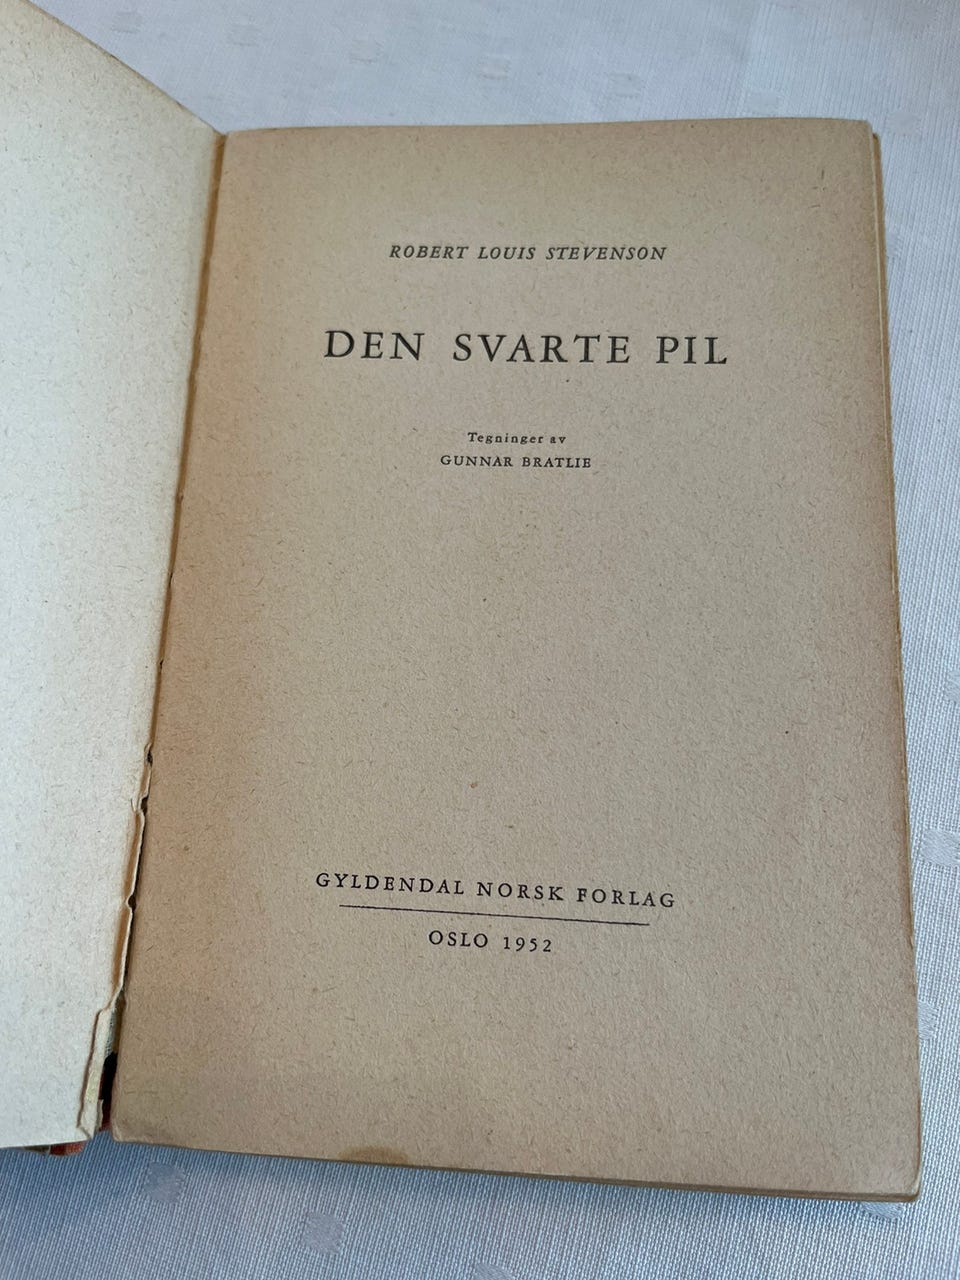 ROBERT LOUIS STEVENSON
DEN SVARTE PIL
Tegninger av
GUNNAR BRATLIE
GYLDENDAL NORSK FORLAG
OSLO 1952